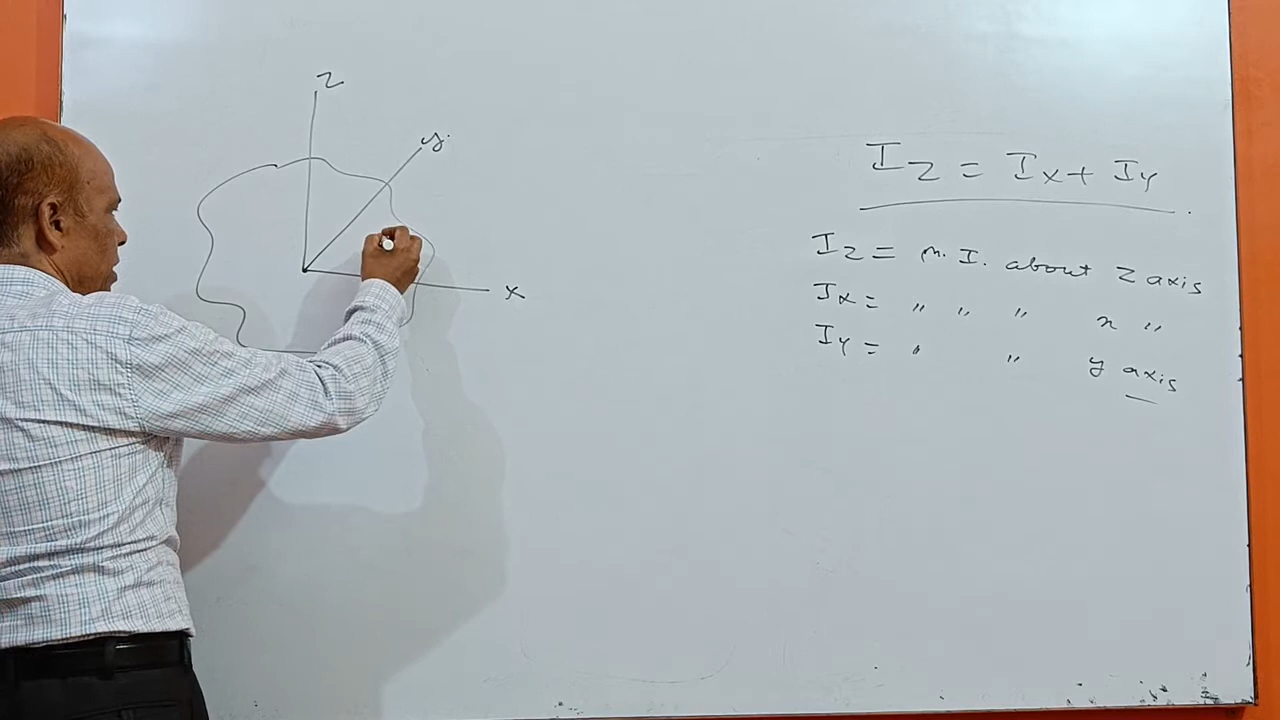 z
y
x
Iz = Ix + Iy
Iz = M. I. about z axis
Ix = " " " x "
Iy = " " y axis